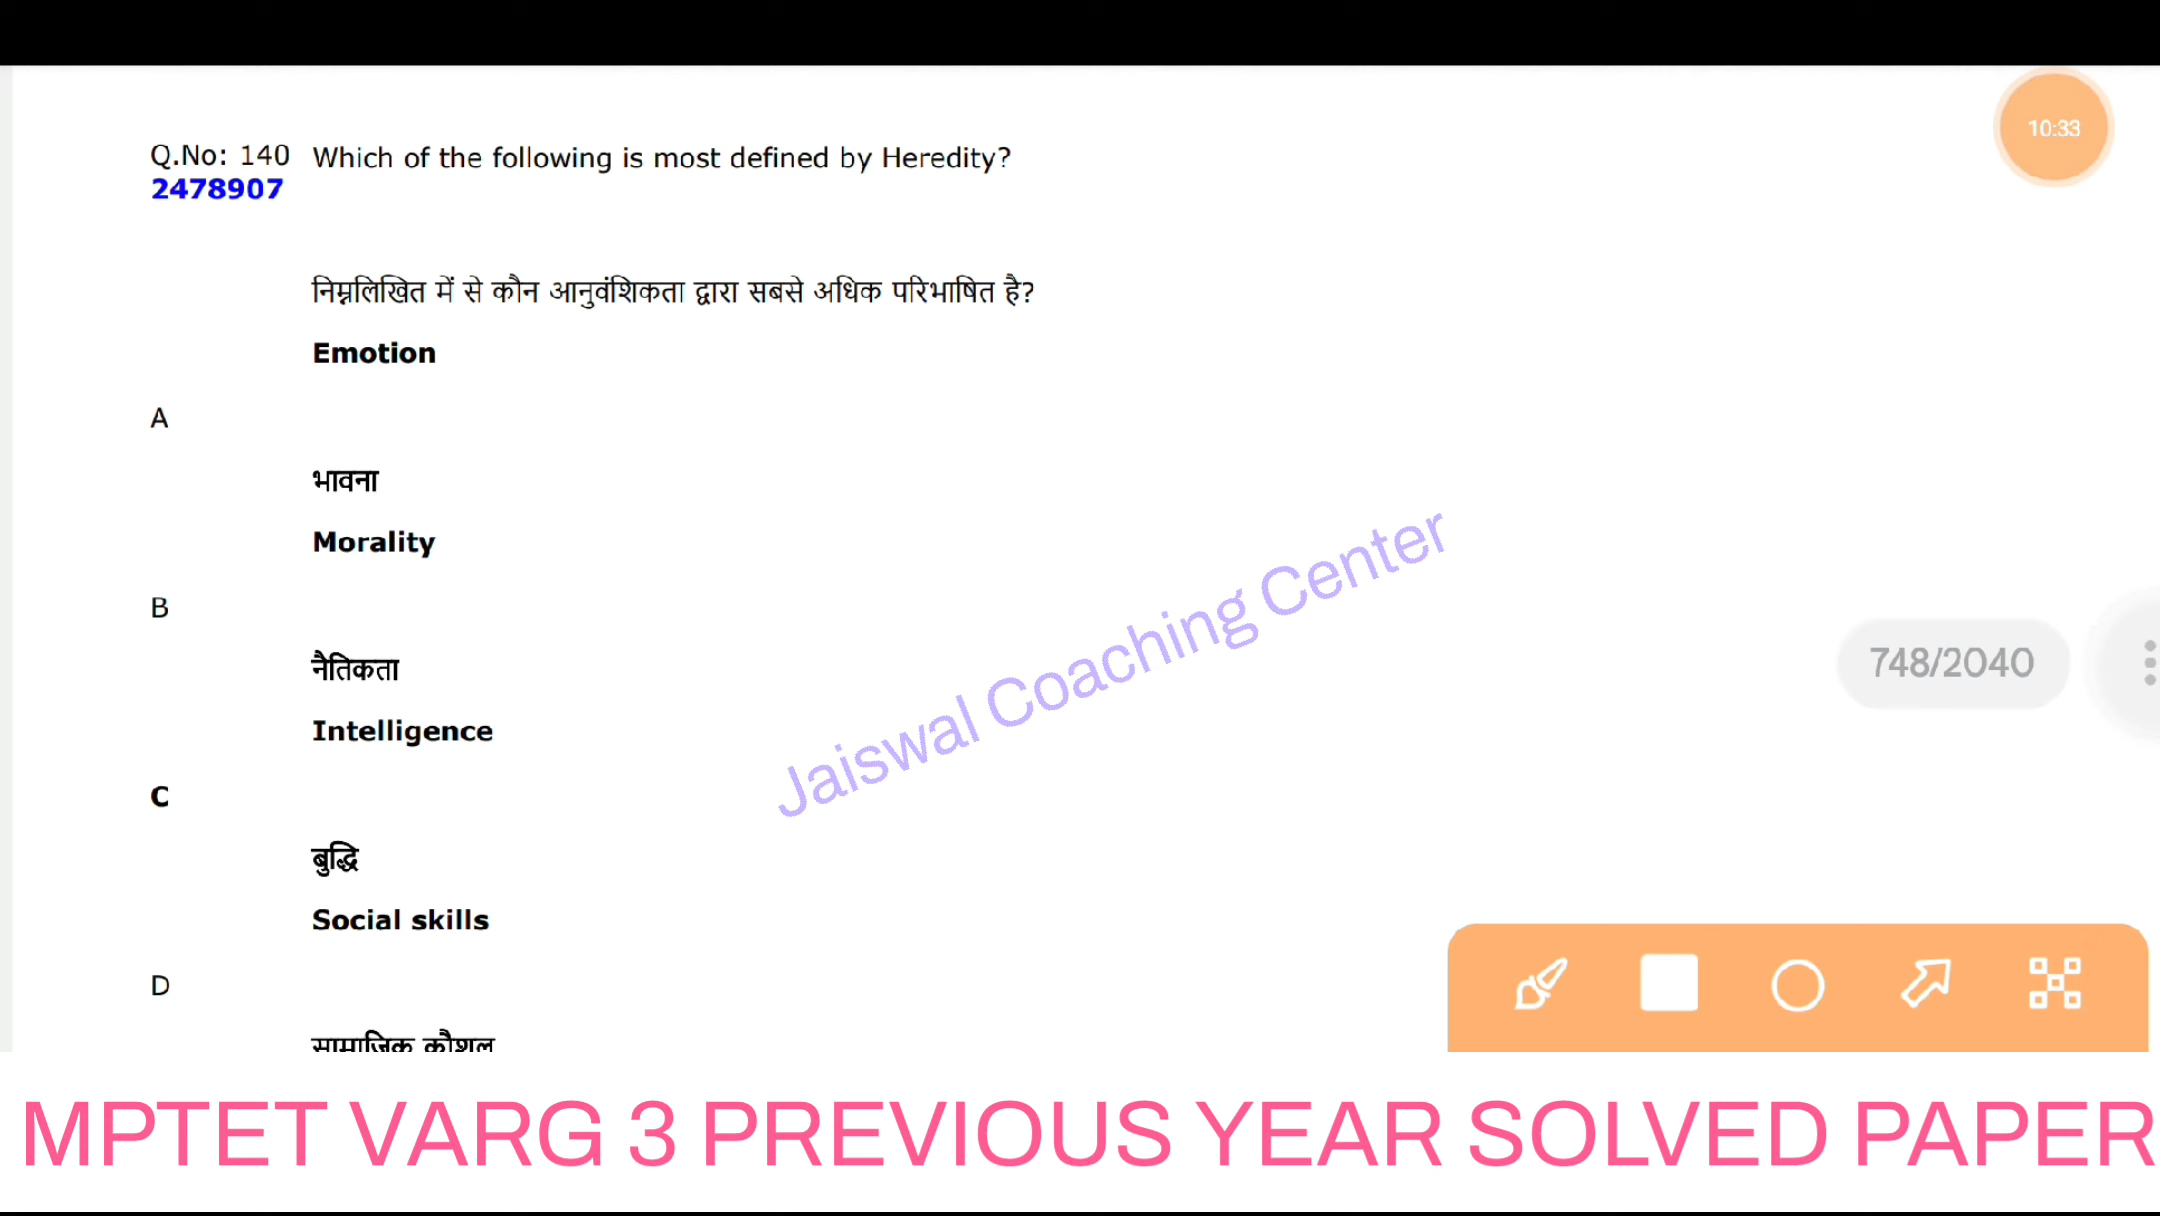 10:33
Q.No: 140 Which of the following is most defined by Heredity?
2478907
निम्नलिखित में से कौन आनुवंशिकता द्वारा सबसे अधिक परिभाषित है?
Emotion
A
भावना
Morality
B
नैतिकता
Intelligence
C
बुद्धि
Social skills
D
सामाजिक कौशल
Jaiswal Coaching Center
748/2040
MPTET VARG 3 PREVIOUS YEAR SOLVED PAPER